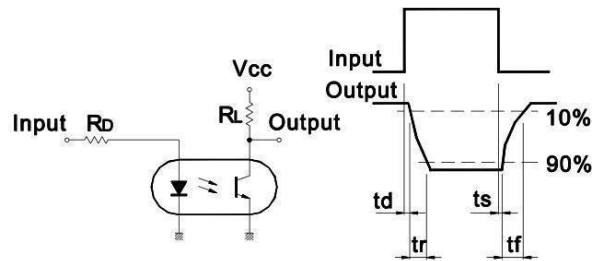 Input
RD
Vcc
RL
Output
Input
Output
10%
90%
td
ts
tr
tf